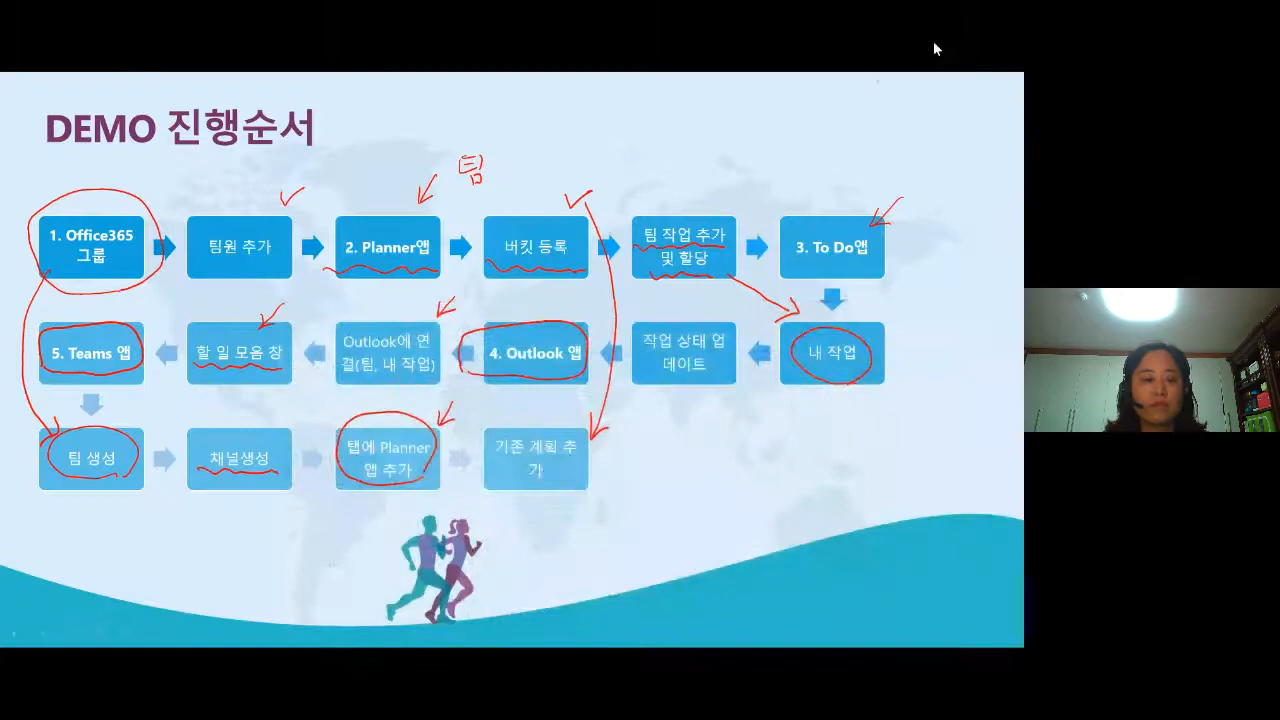 DEMO 진행순서
팀
1. Office365
그룹
팀원 추가
2. Planner앱
버킷 등록
팀 작업 추가
및 할당
3. To Do앱
5. Teams 앱
할 일 모음 창
Outlook에 연
결(팀, 내 작업)
4. Outlook 앱
작업 상태 업
데이트
내 작업
팀 생성
채널생성
탭에 Planner
앱 추가
기존 계획 추
가